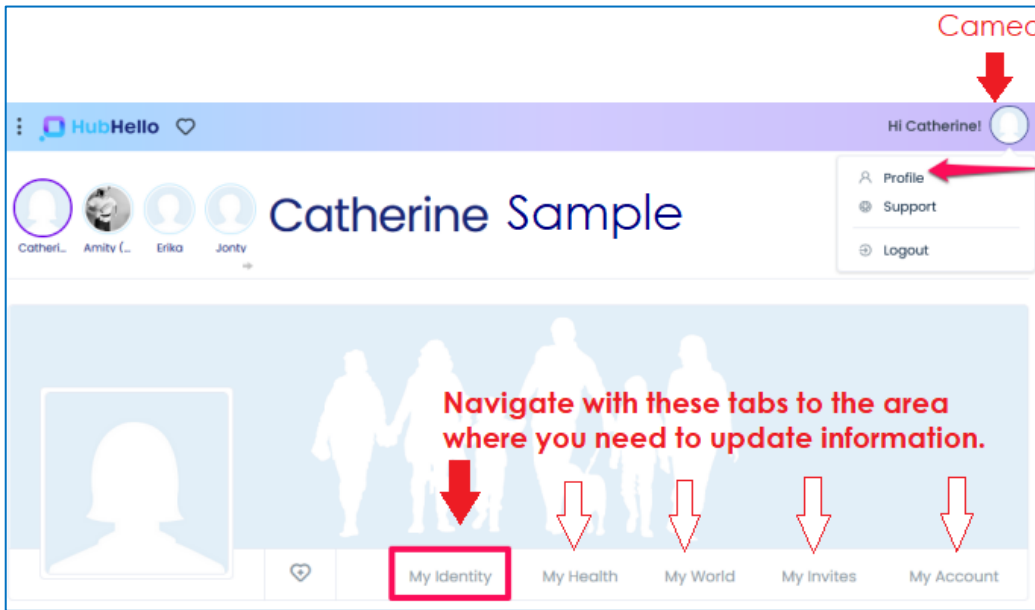 Cameo
HubHello
Hi Catherine!
Profile
Support
Logout
Catheri...
Amity (...
Erika
Jonty
Catherine Sample
Navigate with these tabs to the area
where you need to update information.
My Identity
My Health
My World
My Invites
My Account